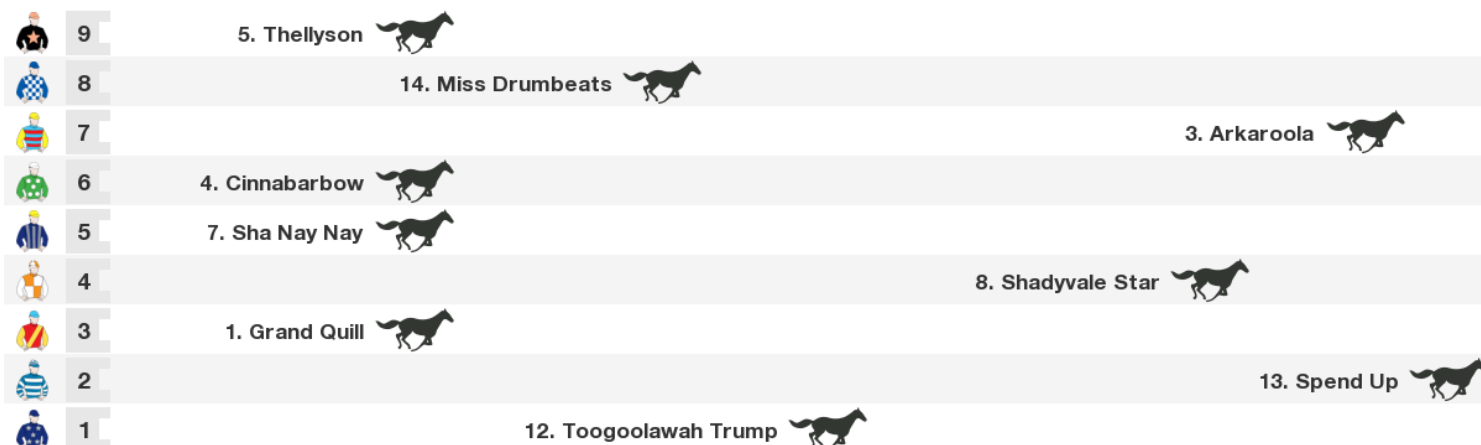 9 5. Thellyson
8 14. Miss Drumbeats
7 3. Arkaroola
6 4. Cinnabarbow
5 7. Sha Nay Nay
4 8. Shadyvale Star
3 1. Grand Quill
2 13. Spend Up
1 12. Toogoolawah Trump